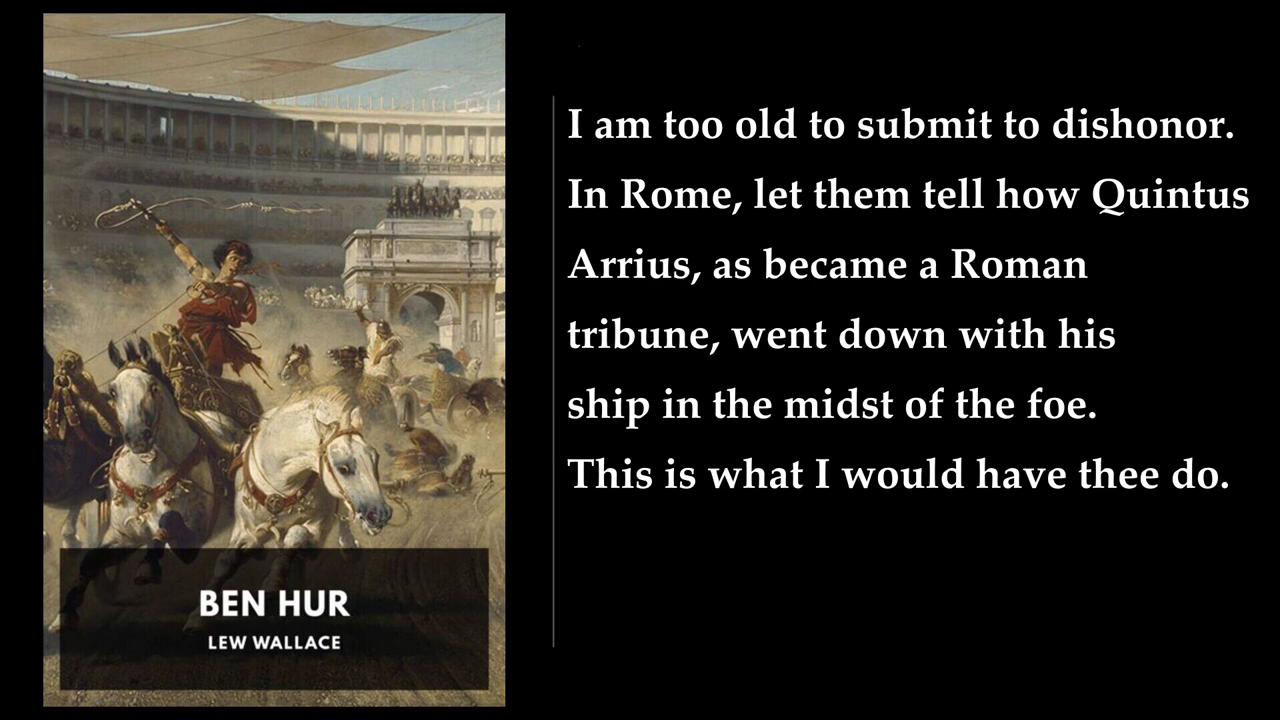 BEN HUR
LEW WALLACE
I am too old to submit to dishonor.
In Rome, let them tell how Quintus
Arrius, as became a Roman
tribune, went down with his
ship in the midst of the foe.
This is what I would have thee do.